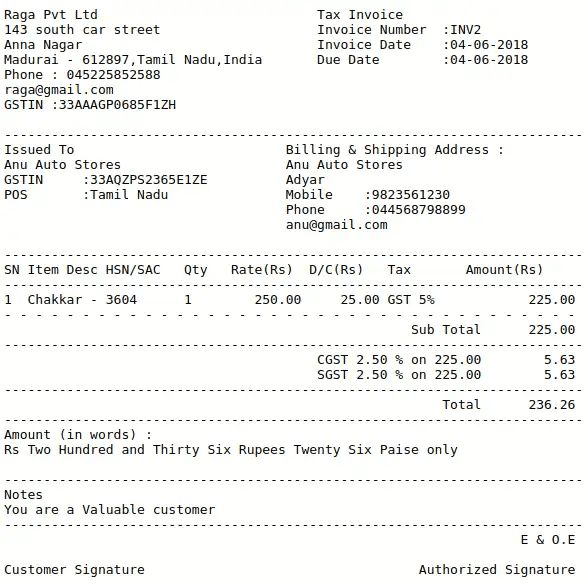 Raga Pvt Ltd Tax Invoice
143 south car street Invoice Number :INV2
Anna Nagar Invoice Date :04-06-2018
Madurai - 612897,Tamil Nadu,India Due Date :04-06-2018
Phone : 045225852588
raga@gmail.com
GSTIN :33AAAGP0685F1ZH
Issued To Billing & Shipping Address :
Anu Auto Stores Anu Auto Stores
GSTIN :33AQZPS2365E1ZE Adyar
POS :Tamil Nadu Mobile :9823561230
Phone :044568798899
anu@gmail.com
SN Item Desc HSN/SAC Qty Rate(Rs) D/C(Rs) Tax Amount(Rs)
1 Chakkar - 3604 1 250.00 25.00 GST 5% 225.00
Sub Total 225.00
CGST 2.50 % on 225.00 5.63
SGST 2.50 % on 225.00 5.63
Total 236.26
Amount (in words) :
Rs Two Hundred and Thirty Six Rupees Twenty Six Paise only
Notes
You are a Valuable customer
E & O.E
Customer Signature Authorized Signature